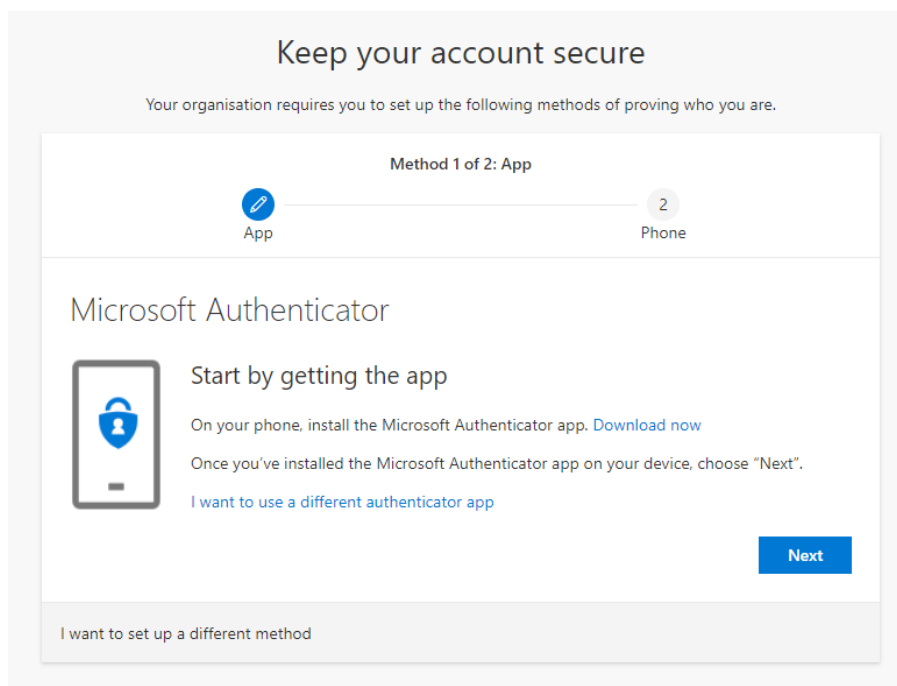 Keep your account secure
Your organisation requires you to set up the following methods of proving who you are.
Method 1 of 2: App
2
App
Phone
Microsoft Authenticator
Start by getting the app
On your phone, install the Microsoft Authenticator app. Download now
Once you've installed the Microsoft Authenticator app on your device, choose “Next”.
I want to use a different authenticator app
Next
I want to set up a different method